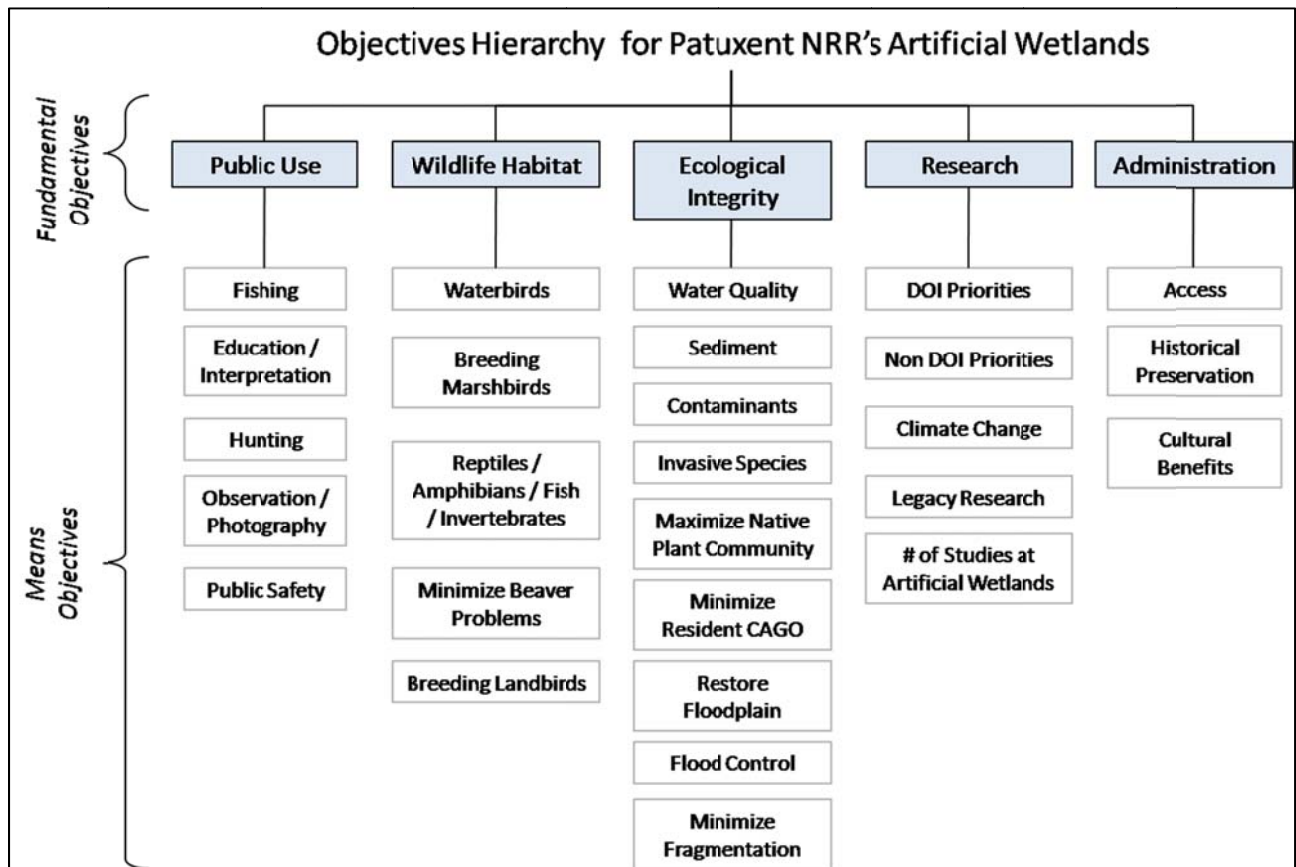 Objectives Hierarchy for Patuxent NRR's Artificial Wetlands
Fundamental
Objectives
Public Use
Wildlife Habitat
Ecological
Integrity
Research
Administration
Means
Objectives
Fishing
Education /
Interpretation
Hunting
Observation /
Photography
Public Safety
Waterbirds
Breeding
Marshbirds
Reptiles /
Amphibians / Fish
/ Invertebrates
Minimize Beaver
Problems
Breeding Landbirds
Water Quality
Sediment
Contaminants
Invasive Species
Maximize Native
Plant Community
Minimize
Resident CAGO
Restore
Floodplain
Flood Control
Minimize
Fragmentation
DOI Priorities
Non DOI Priorities
Climate Change
Legacy Research
# of Studies at
Artificial Wetlands
Access
Historical
Preservation
Cultural
Benefits